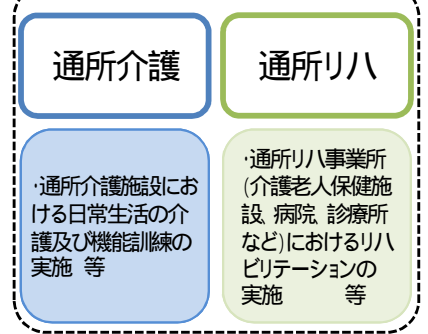 通所介護
通所リハ
・通所介護施設にお
ける日常生活の介
護及び機能訓練の
実施 等
・通所リハ事業所
(介護老人保健施
設、病院、診療所
など)におけるリハ
ビリテーションの
実施　　等